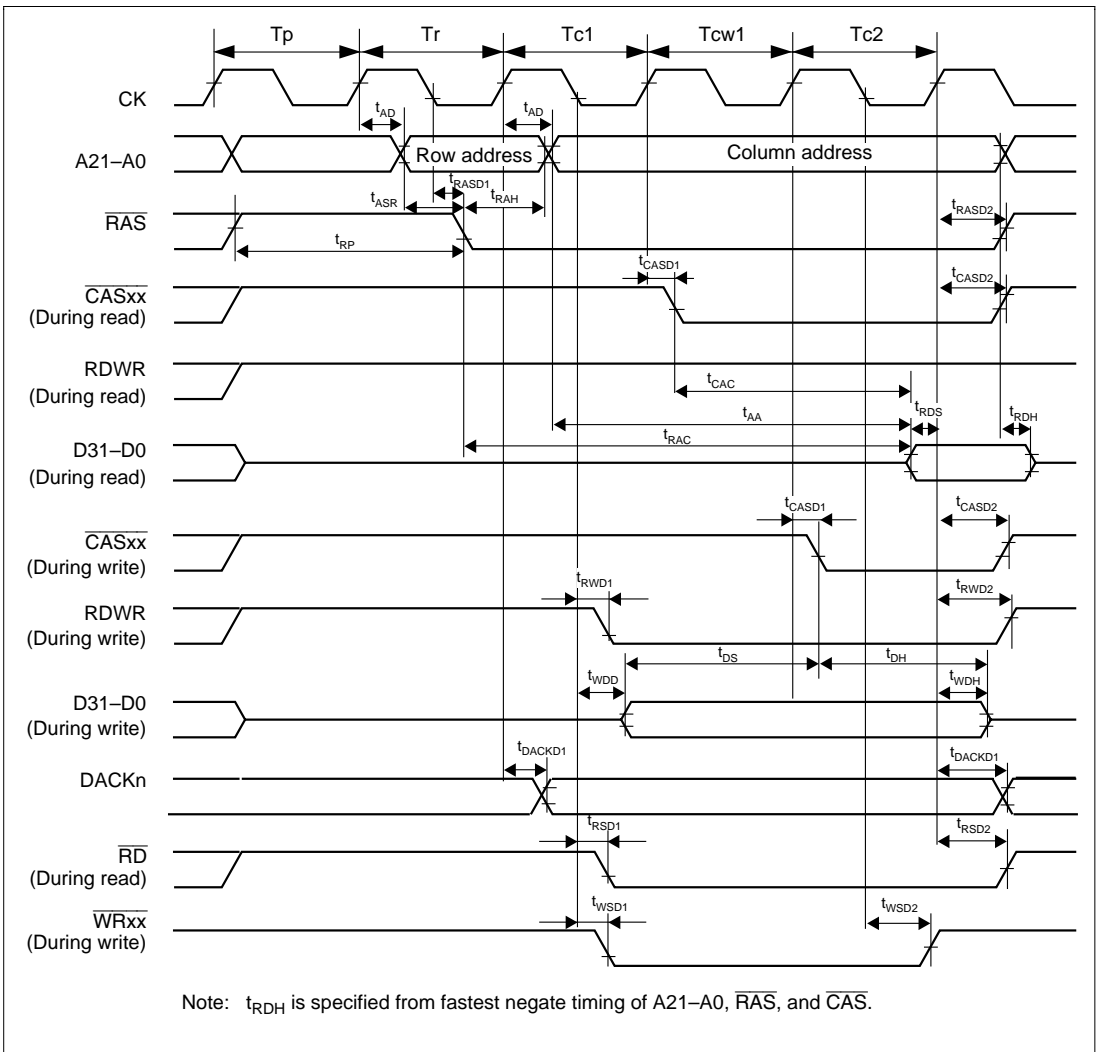 Tp Tr Tc1 Tcw1 Tc2
CK
tAD tAD
A21–A0 Row address Column address
tRASD1
tASR tRAH
RAS tRASD2
tRP
tCASD1 tCASD2
CASxx
(During read)
RDWR
(During read)
tCAC
tAA tRDS tRDH
tRAC
D31–D0
(During read)
tCASD1 tCASD2
CASxx
(During write)
tRWD1 tRWD2
RDWR
(During write)
tDS tDH
tWDD tWDH
D31–D0
(During write)
tDACKD1 tDACKD1
DACKn
tRSD1 tRSD2
RD
(During read)
tWSD1 tWSD2
WRxx
(During write)
Note: tRDH is specified from fastest negate timing of A21–A0, RAS, and CAS.